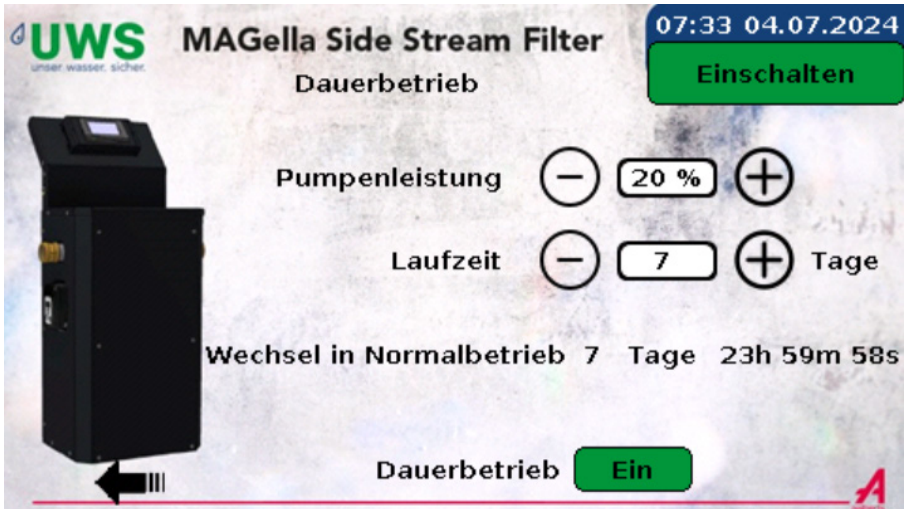 UWS
unser wasser. sicher.
MAGella Side Stream Filter
07:33 04.07.2024
Dauerbetrieb
Einschalten
Pumpenleistung − 20 % +
Laufzeit − 7 + Tage
Wechsel in Normalbetrieb 7 Tage 23h 59m 58s
Dauerbetrieb Ein